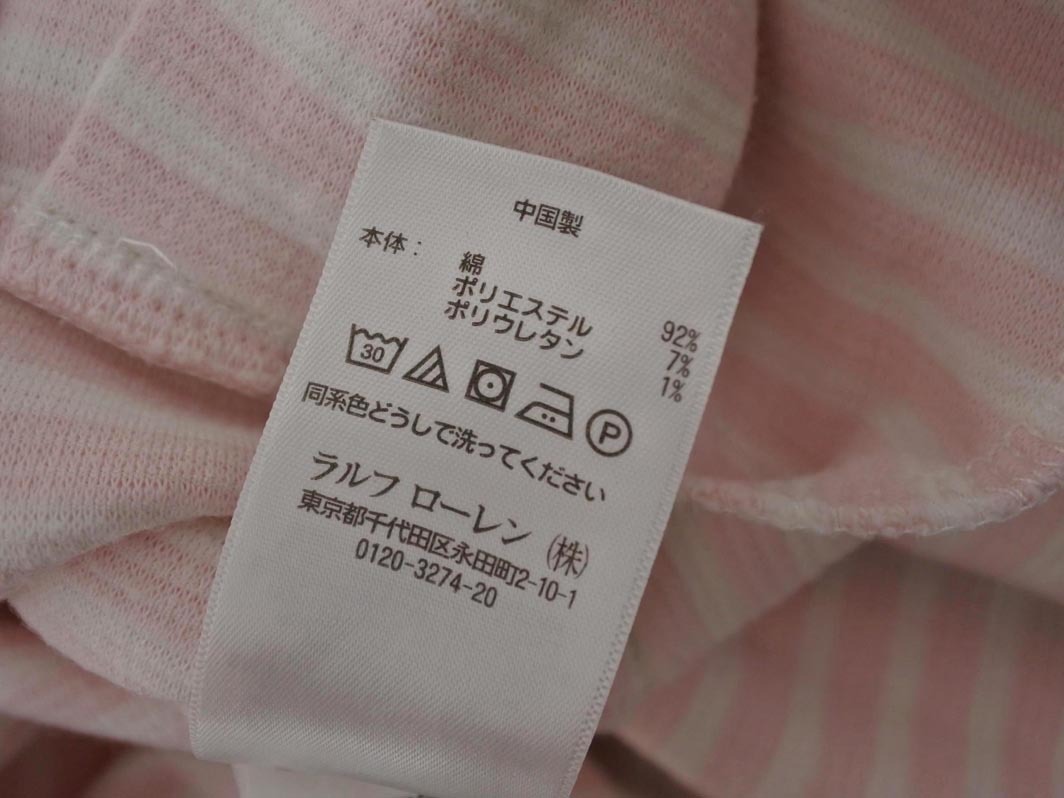 中国製
本体： 綿 92%
ポリエステル 7%
ポリウレタン 1%
30 P
同系色どうしで洗ってください
ラルフ ローレン（株）
東京都千代田区永田町2-10-1
0120-3274-20